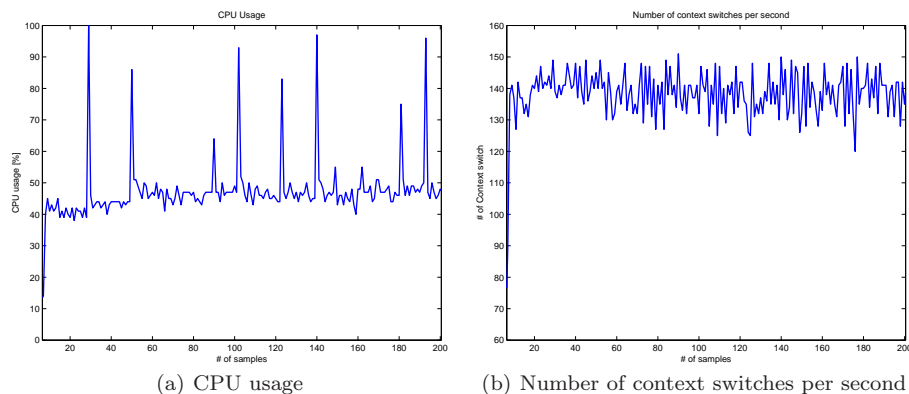 CPU Usage
100
90
80
70
60
50
40
30
20
10
0
CPU usage [%]
20 40 60 80 100 120 140 160 180 200
# of samples
(a) CPU usage
Number of context switches per second
160
150
140
130
120
110
100
90
80
70
60
# of Context switch
20 40 60 80 100 120 140 160 180 200
# of samples
(b) Number of context switches per second